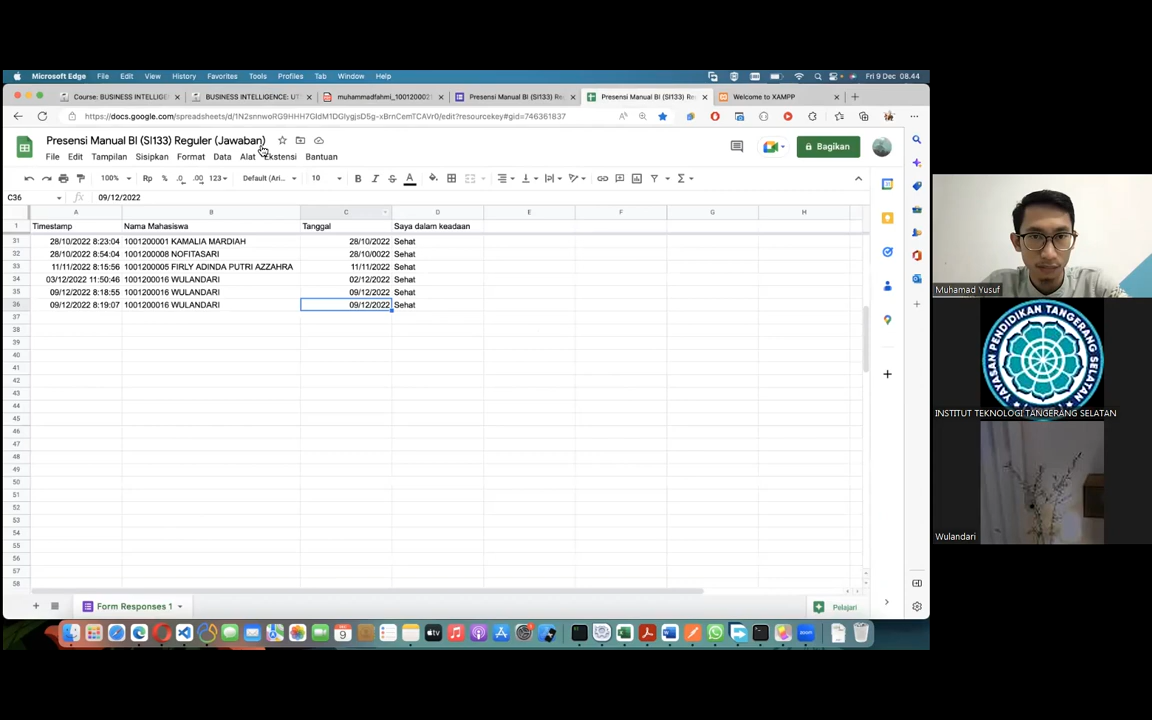 Microsoft Edge File Edit View History Favorites Tools Profiles Tab Window Help Fri 9 Dec 08.44
Course: BUSINESS INTELLIGE BUSINESS INTELLIGENCE: UT muhammadfahmi_10012000 Presensi Manual BI (SI133) Re Presensi Manual BI (SI133) Re Welcome to XAMPP
Presensi Manual BI (SI133) Reguler (Jawaban)
File Edit Tampilan Sisipkan Format Data Alat Ekstensi Bantuan
Bagikan
100% Rp % .0 .00 123 Default (Ari... 10
C36 09/12/2022
A B C D E F G H
1 Timestamp Nama Mahasiswa Tanggal Saya dalam keadaan
31 28/10/2022 8:23:04 1001200001 KAMALIA MARDIAH 28/10/2022 Sehat
32 28/10/2022 8:54:04 1001200008 NOFITASARI 28/10/2022 Sehat
33 11/11/2022 8:15:56 1001200005 FIRLY ADINDA PUTRI AZZAHRA 11/11/2022 Sehat
34 03/12/2022 11:50:46 1001200016 WULANDARI 02/12/2022 Sehat
35 09/12/2022 8:18:55 1001200016 WULANDARI 09/12/2022 Sehat
36 09/12/2022 8:19:07 1001200016 WULANDARI 09/12/2022 Sehat
37
38
39
40
41
42
43
44
45
46
47
48
49
50
51
52
53
54
55
56
57
58
Form Responses 1
Pelajari
Muhamad Yusuf
YAYASAN PENDIDIKAN TANGERANG SELATAN
INSTITUT TEKNOLOGI TANGERANG SELATAN
Wulandari